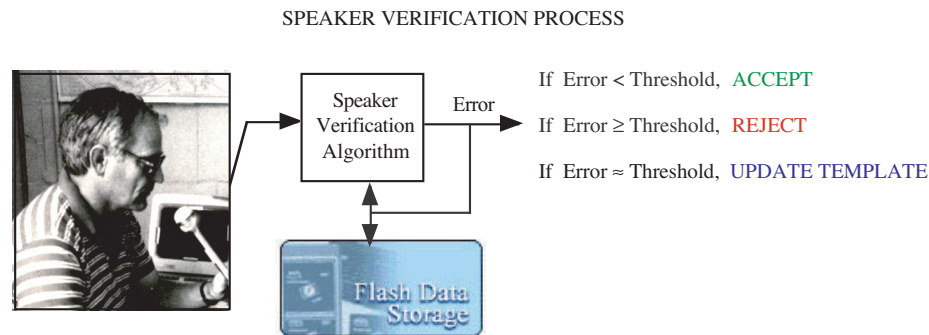 SPEAKER VERIFICATION PROCESS
Speaker
Verification
Algorithm
Error
If Error < Threshold, ACCEPT
If Error ≥ Threshold, REJECT
If Error ≈ Threshold, UPDATE TEMPLATE
Flash Data
Storage